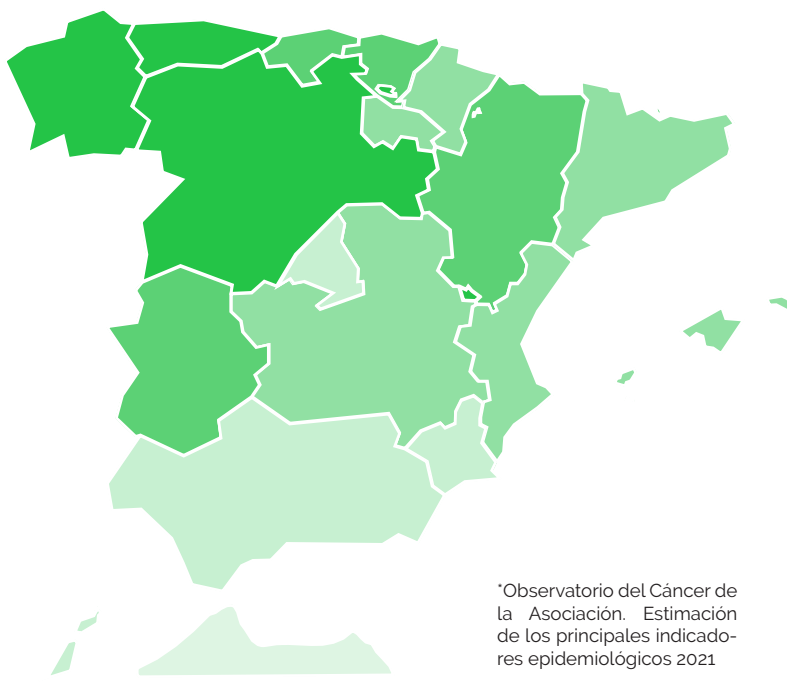 *Observatorio del Cáncer de
la Asociación. Estimación
de los principales indicado-
res epidemiológicos 2021